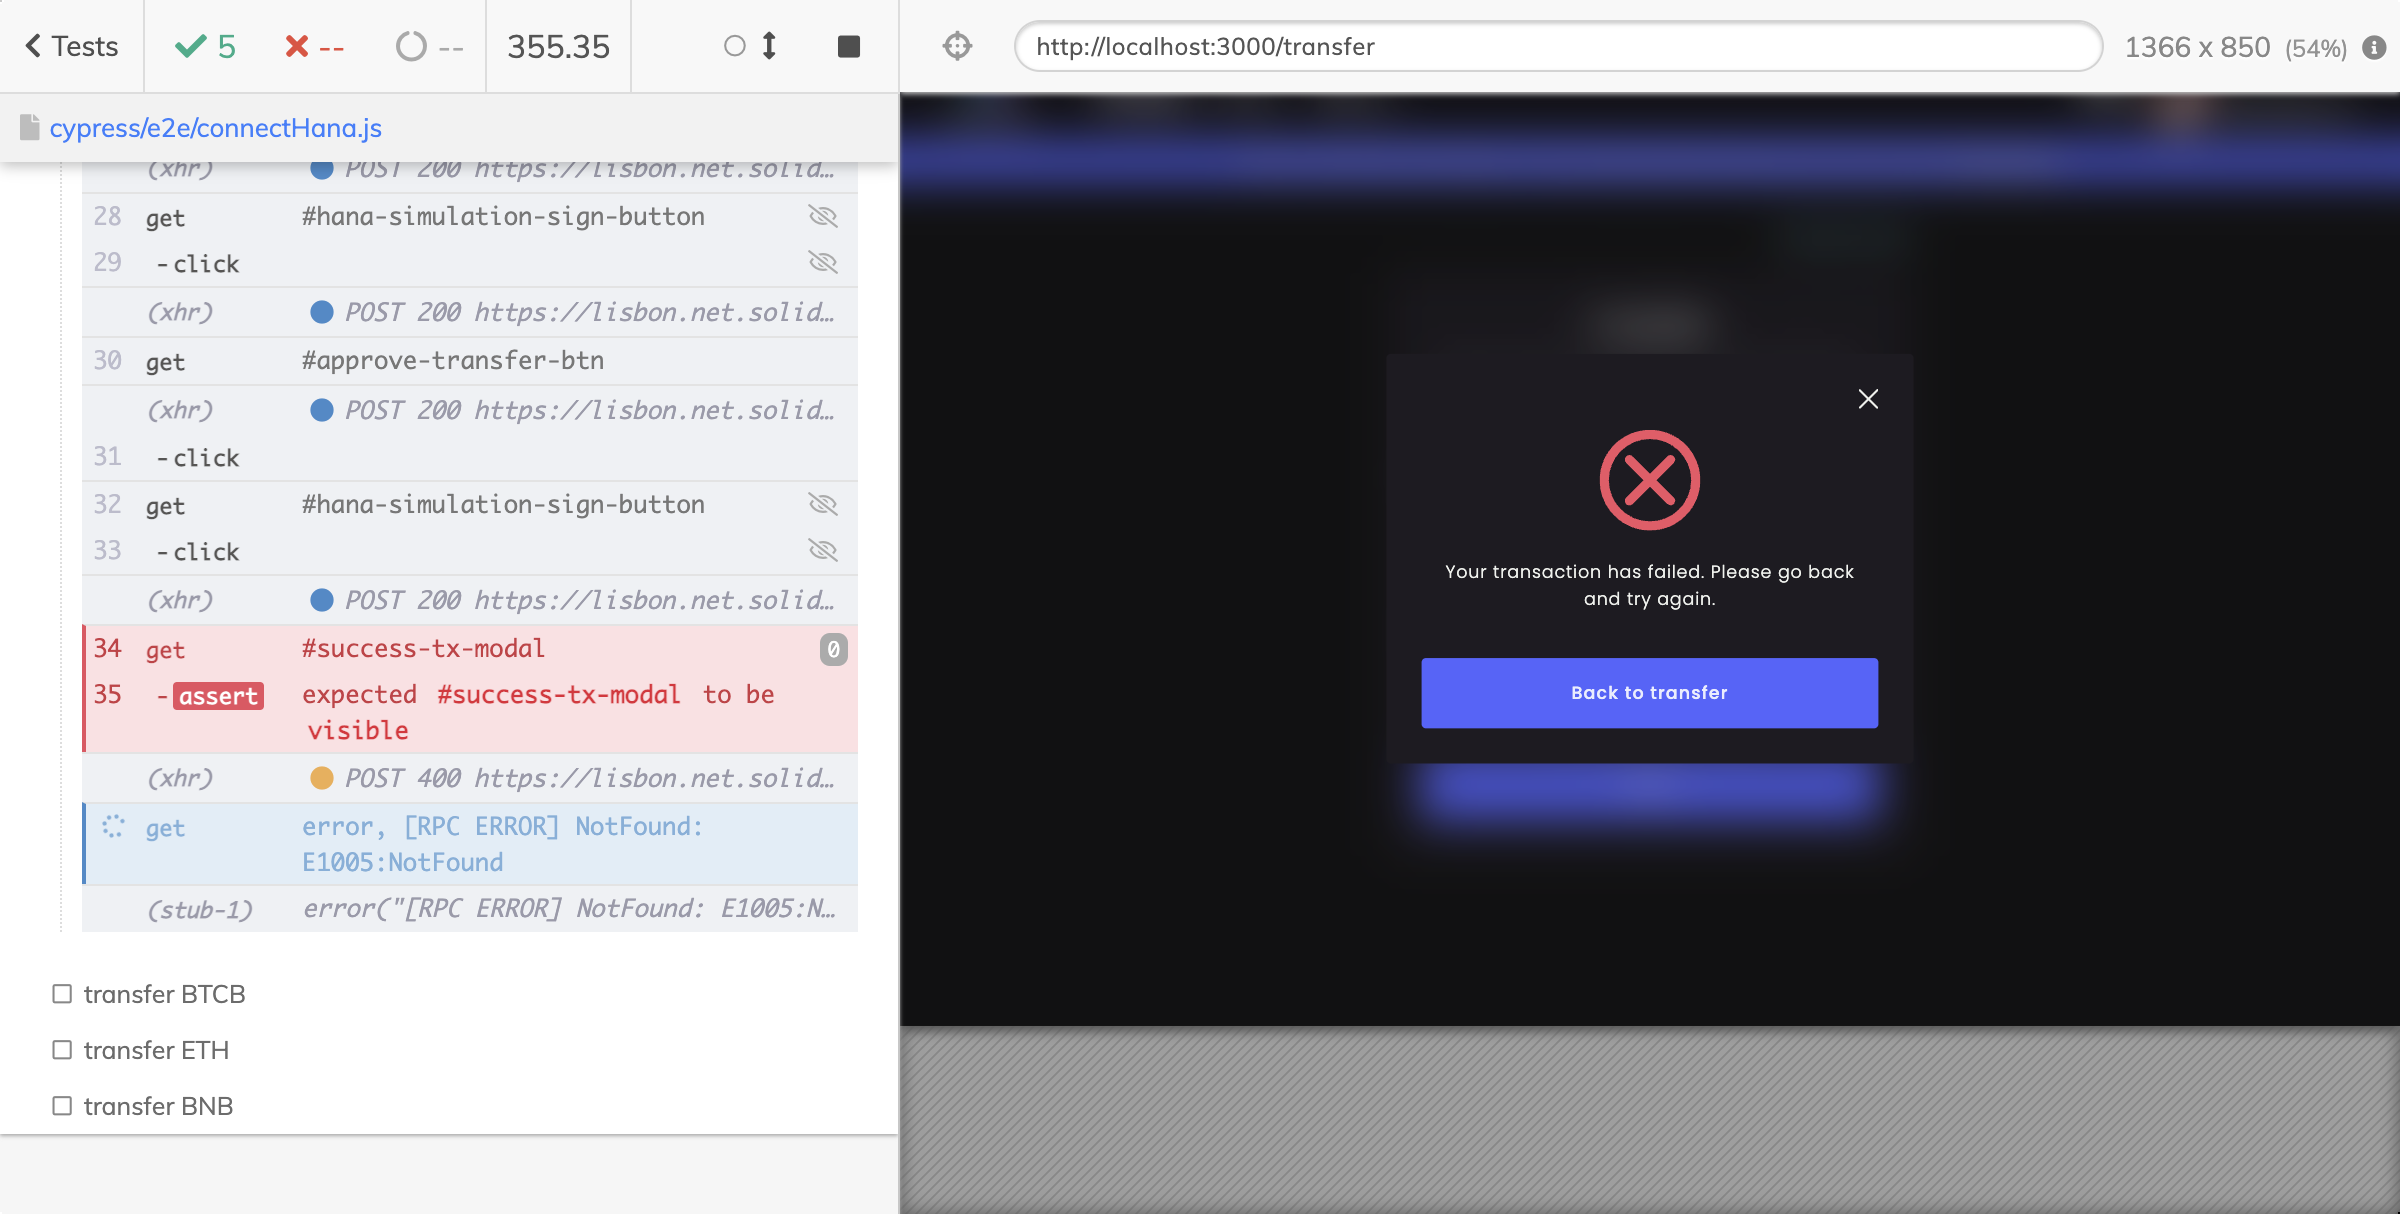 Tests
5
--
--
355.35
http://localhost:3000/transfer
1366 x 850 (54%)
cypress/e2e/connectHana.js
(xhr) POST 200 https://lisbon.net.solid…
28 get #hana-simulation-sign-button
29 -click
(xhr) POST 200 https://lisbon.net.solid…
30 get #approve-transfer-btn
(xhr) POST 200 https://lisbon.net.solid…
31 -click
32 get #hana-simulation-sign-button
33 -click
(xhr) POST 200 https://lisbon.net.solid…
34 get #success-tx-modal 0
35 -assert expected #success-tx-modal to be
visible
(xhr) POST 400 https://lisbon.net.solid…
get error, [RPC ERROR] NotFound:
E1005:NotFound
(stub-1) error("[RPC ERROR] NotFound: E1005:N…
transfer BTCB
transfer ETH
transfer BNB
Your transaction has failed. Please go back
and try again.
Back to transfer